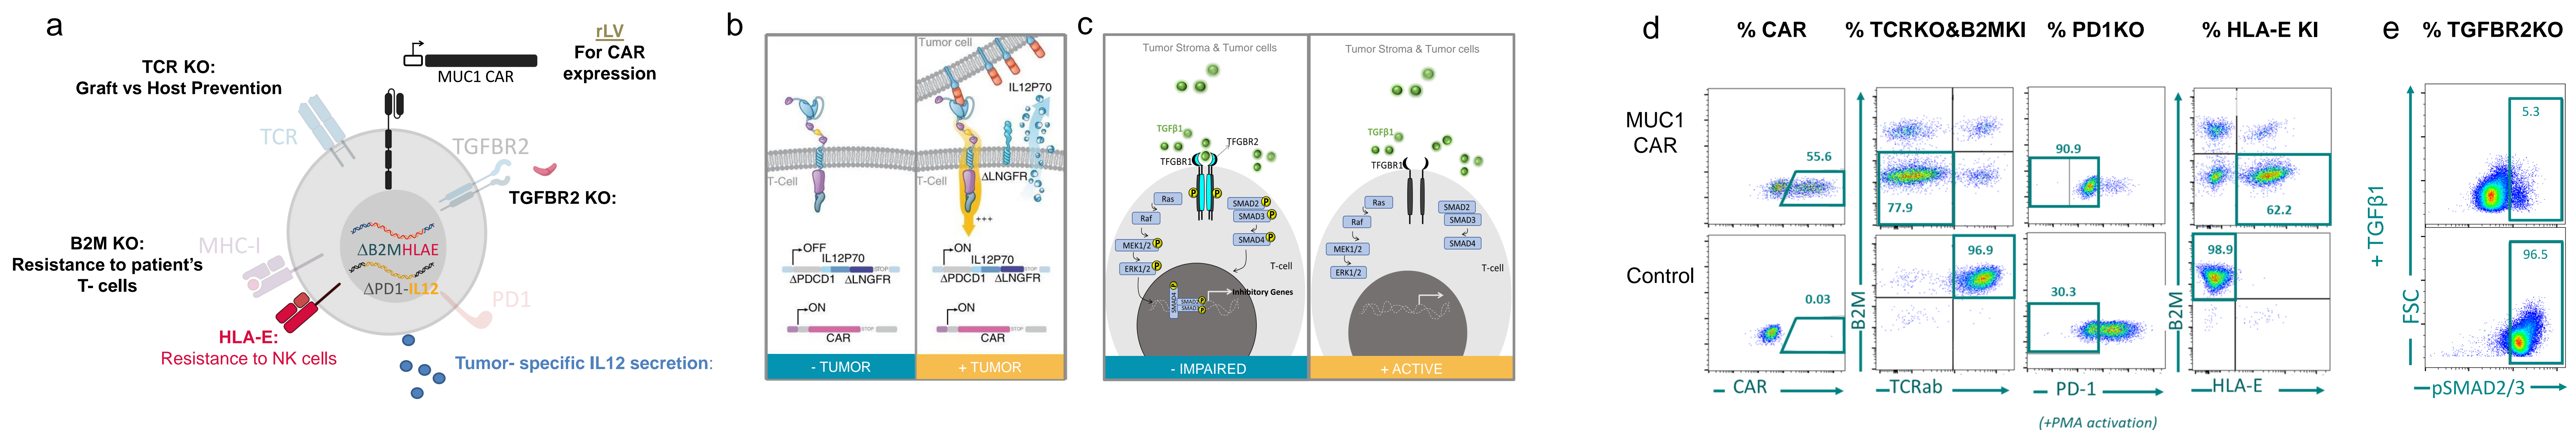 a
TCR KO:
Graft vs Host Prevention
MUC1 CAR
rLV
For CAR
expression
TCR
TGFBR2
TGFBR2 KO:
B2M KO:
Resistance to patient's
T- cells
MHC-I
ΔB2MHLAE
ΔPD1-IL12
PD1
HLA-E:
Resistance to NK cells
Tumor- specific IL12 secretion:
b
T-Cell
OFF
IL12P70
STOP
ΔPDCD1
ΔLNGFR
ON
STOP
CAR
- TUMOR
Tumor cell
IL12P70
ΔLNGFR
T-Cell
+++
ON
IL12P70
STOP
ΔPDCD1
ΔLNGFR
ON
STOP
CAR
+ TUMOR
c
Tumor Stroma & Tumor cells
TGFβ1
TFGBR2
TFGBR1
P
P
Ras
Raf
MEK1/2 P
ERK1/2 P
SMAD2 P
SMAD3 P
SMAD4 P
T-cell
P
SMAD4
SMAD2 P
SMAD3 P
Inhibitory Genes
- IMPAIRED
Tumor Stroma & Tumor cells
TGFβ1
TFGBR1
Ras
Raf
MEK1/2
ERK1/2
SMAD2
SMAD3
SMAD4
T-cell
+ ACTIVE
d
% CAR
% TCRKO&B2MKI
% PD1KO
% HLA-E KI
MUC1
CAR
55.6
77.9
90.9
62.2
Control
0.03
96.9
30.3
98.9
B2M
B2M
CAR
TCRab
PD-1
HLA-E
(+PMA activation)
e
% TGFBR2KO
5.3
96.5
+ TGFβ1
FSC
pSMAD2/3